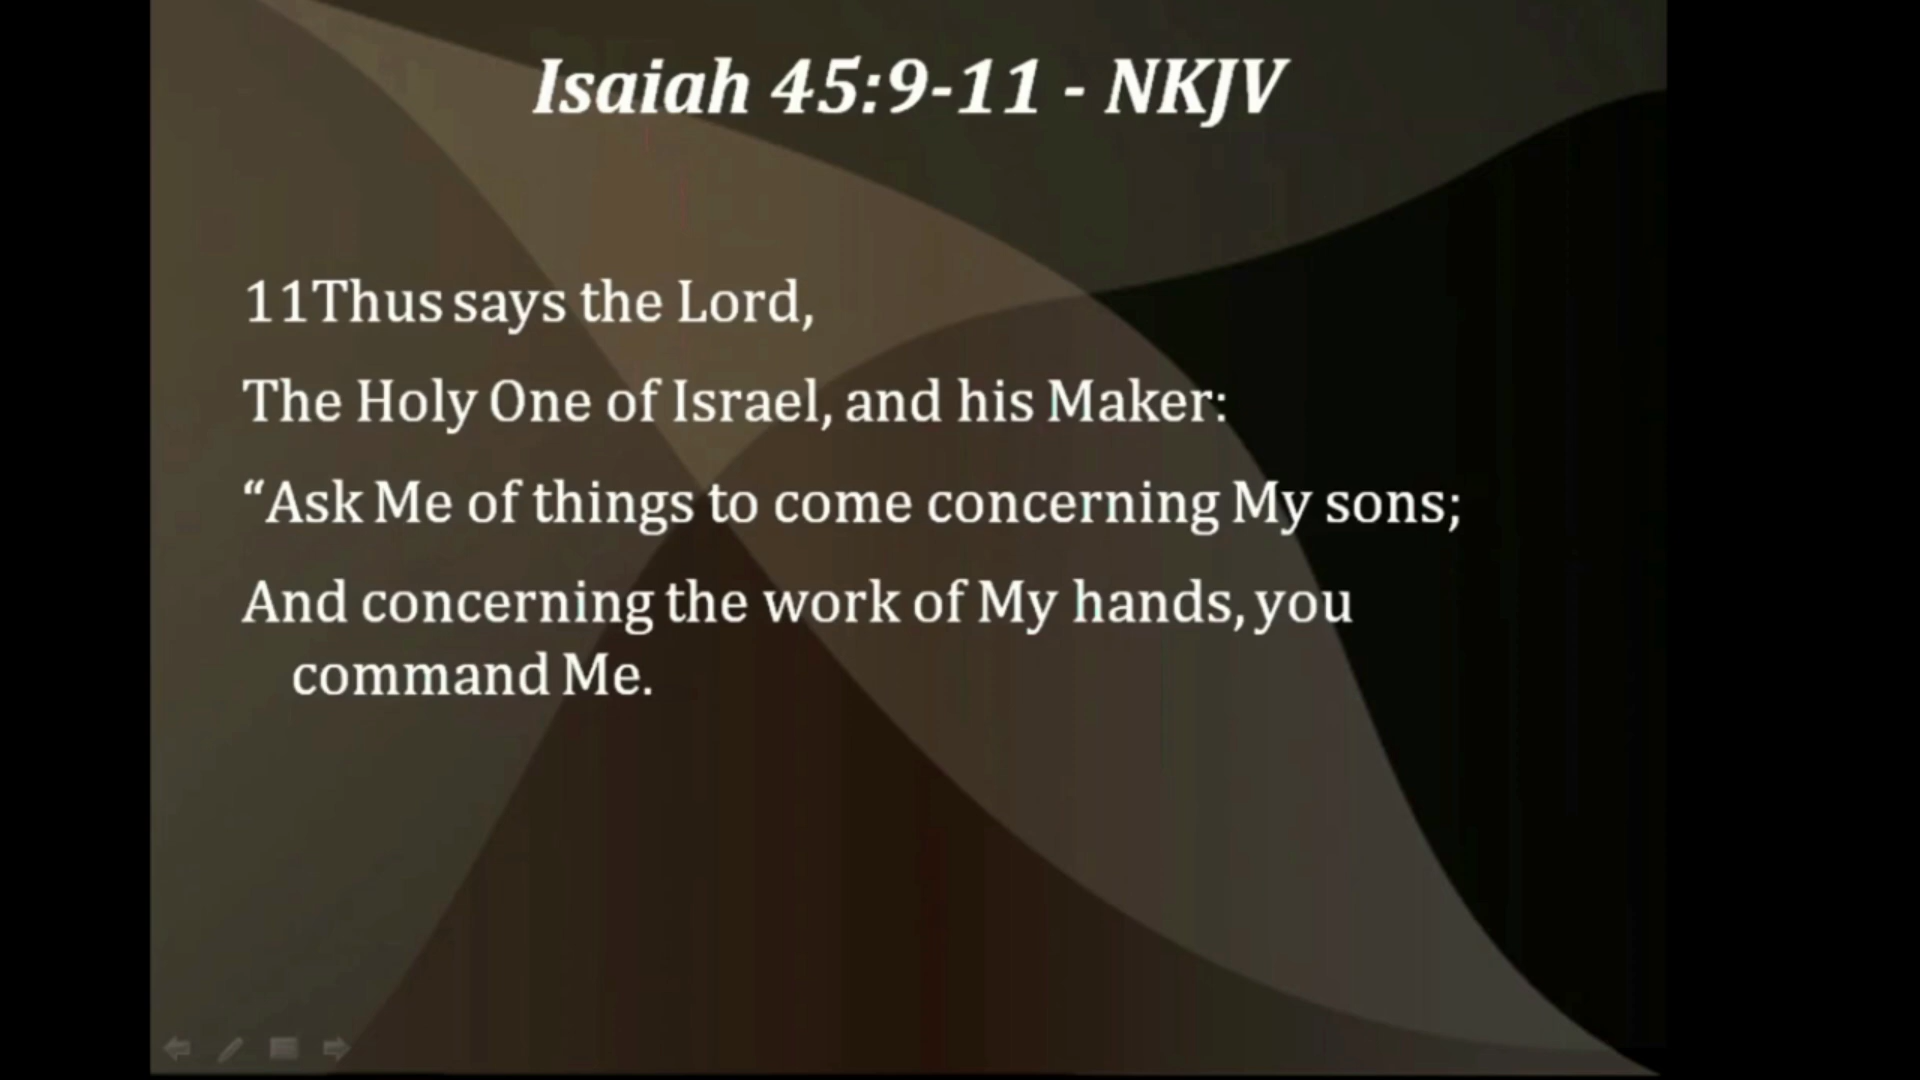 Isaiah 45:9-11 - NKJV
11Thus says the Lord,
The Holy One of Israel, and his Maker:
“Ask Me of things to come concerning My sons;
And concerning the work of My hands, you
command Me.